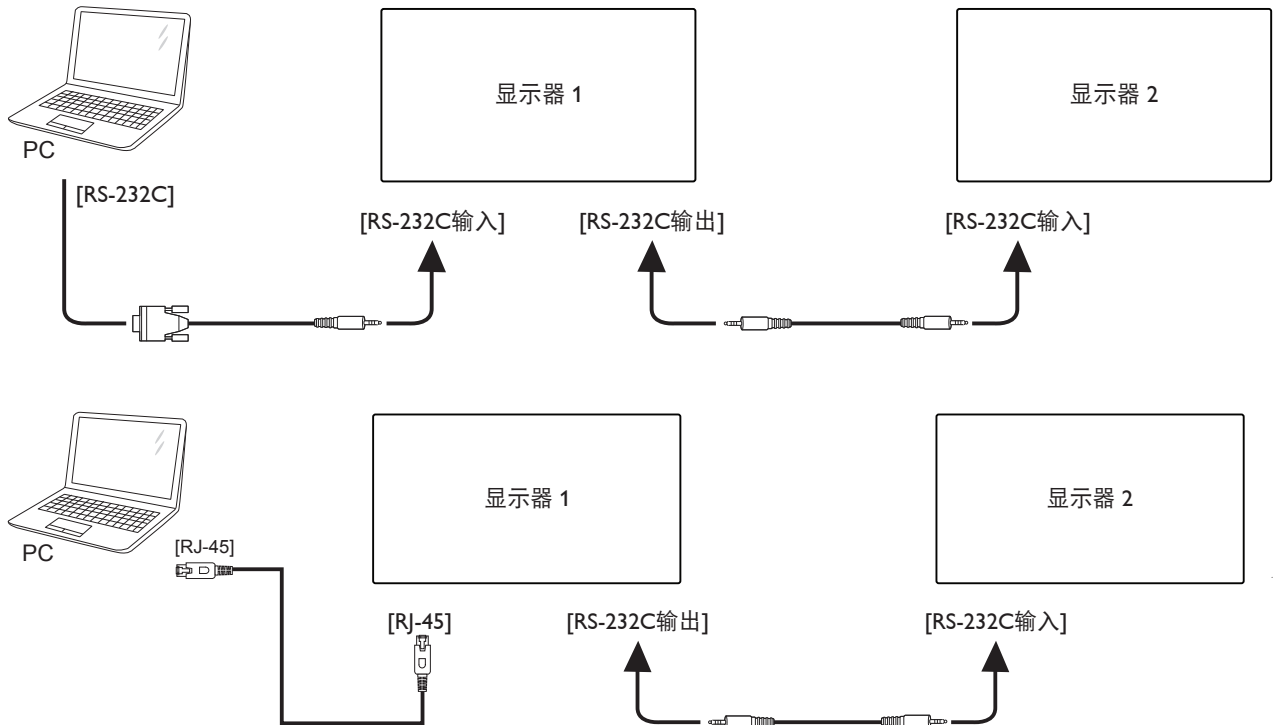 显示器 1
显示器 2
PC
[RS-232C]
[RS-232C输入]
[RS-232C输出]
[RS-232C输入]
显示器 1
显示器 2
PC
[RJ-45]
[RJ-45]
[RS-232C输出]
[RS-232C输入]